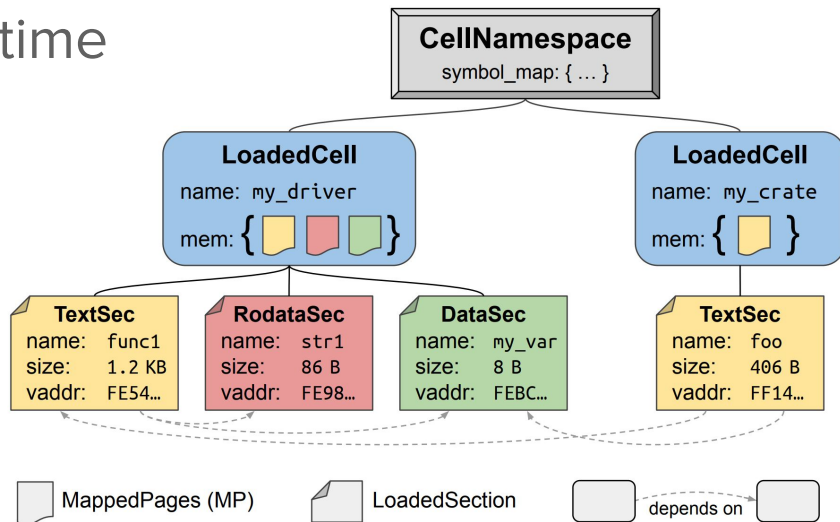 time
CellNamespace
symbol_map: { … }
LoadedCell
name: my_driver
mem: { }
LoadedCell
name: my_crate
mem: { }
TextSec
name: func1
size: 1.2 KB
vaddr: FE54…
RodataSec
name: str1
size: 86 B
vaddr: FE98…
DataSec
name: my_var
size: 8 B
vaddr: FEBC…
TextSec
name: foo
size: 406 B
vaddr: FF14…
MappedPages (MP)
LoadedSection
depends on